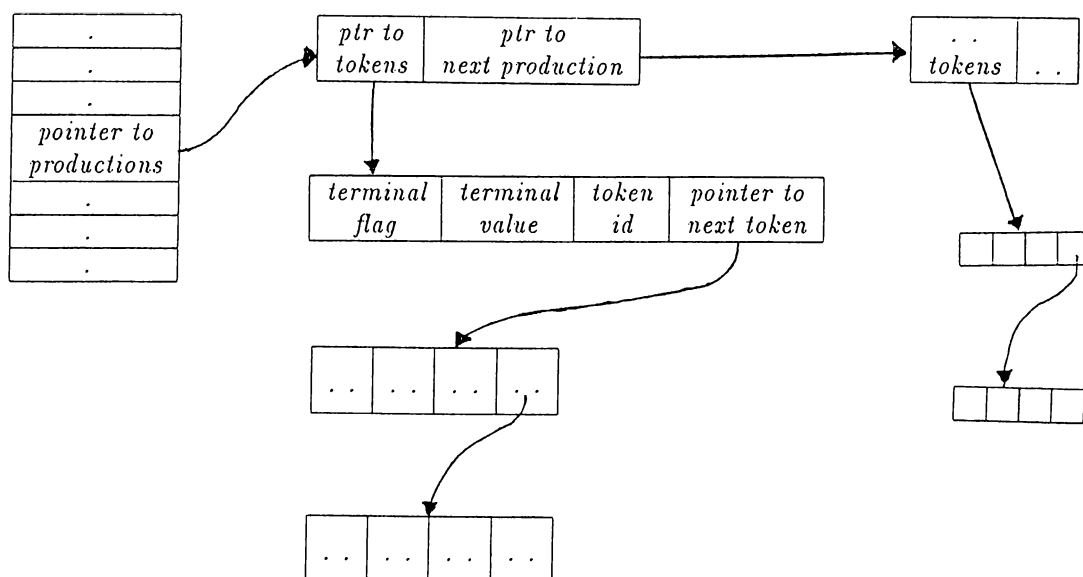 .
.
.
pointer to
productions
.
.
.
ptr to
tokens
ptr to
next production
. .
tokens
. .
terminal
flag
terminal
value
token
id
pointer to
next token
. .
. .
. .
. .
. .
. .
. .
. .